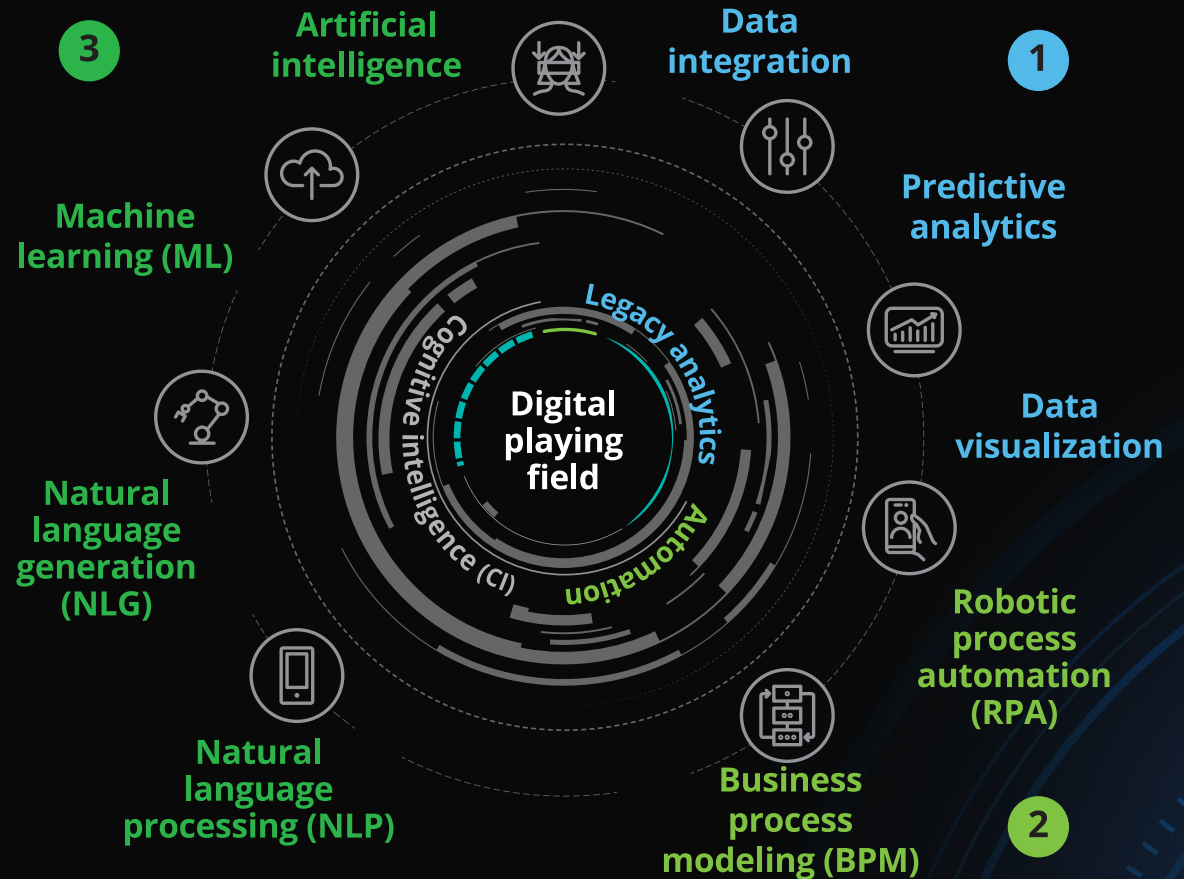 3
Artificial
intelligence
Data
integration
1
Machine
learning (ML)
Predictive
analytics
Legacy analytics
Cognitive intelligence (CI)
Digital
playing
field
Data
visualization
Natural
language
generation
(NLG)
Automation
Robotic
process
automation
(RPA)
Natural
language
processing (NLP)
Business
process
modeling (BPM)
2